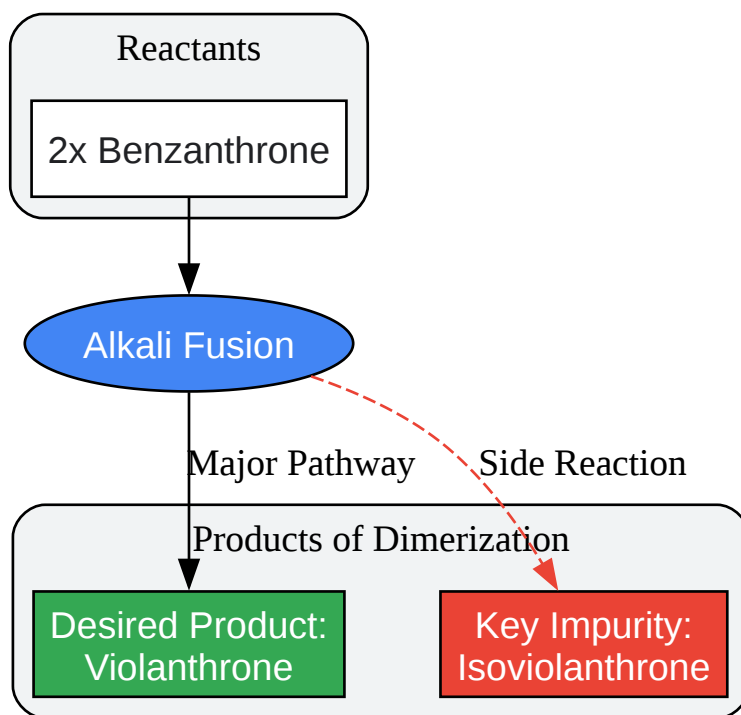 Reactants
2x Benzanthrone
Alkali Fusion
Major Pathway
Side Reaction
Products of Dimerization
Desired Product:
Violanthrone
Key Impurity:
Isoviolanthrone